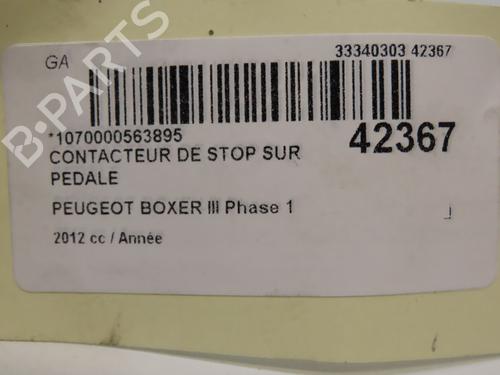 GA
33340303 42367
B-PARTS
*1070000563895
42367
CONTACTEUR DE STOP SUR
PEDALE
PEUGEOT BOXER III Phase 1
2012 cc / Année